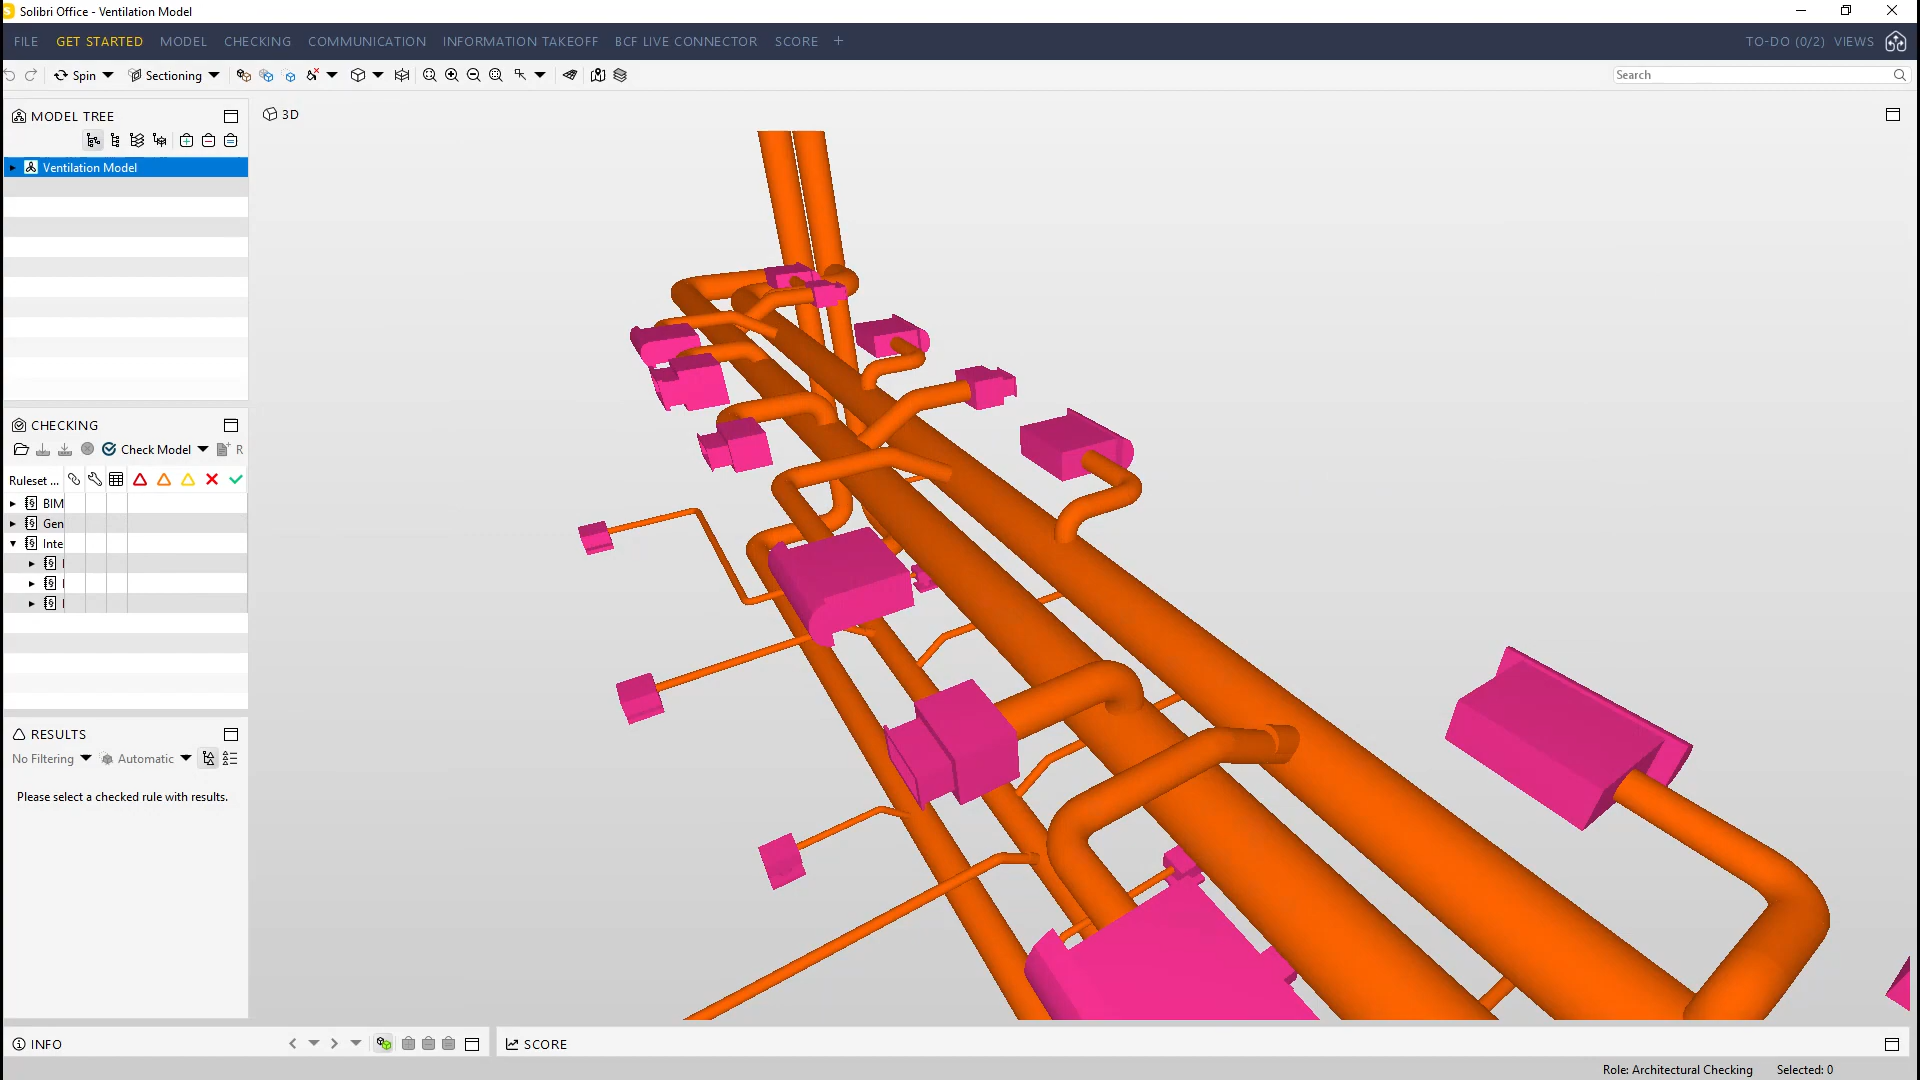 Solibri Office - Ventilation Model
FILE GET STARTED MODEL CHECKING COMMUNICATION INFORMATION TAKEOFF BCF LIVE CONNECTOR SCORE + TO-DO (0/2) VIEWS
Spin Sectioning Search
MODEL TREE
3D
Ventilation Model
CHECKING
Check Model R
Ruleset ...
BIM
Gen
Inte
RESULTS
No Filtering Automatic
Please select a checked rule with results.
INFO
SCORE
Role: Architectural Checking Selected: 0